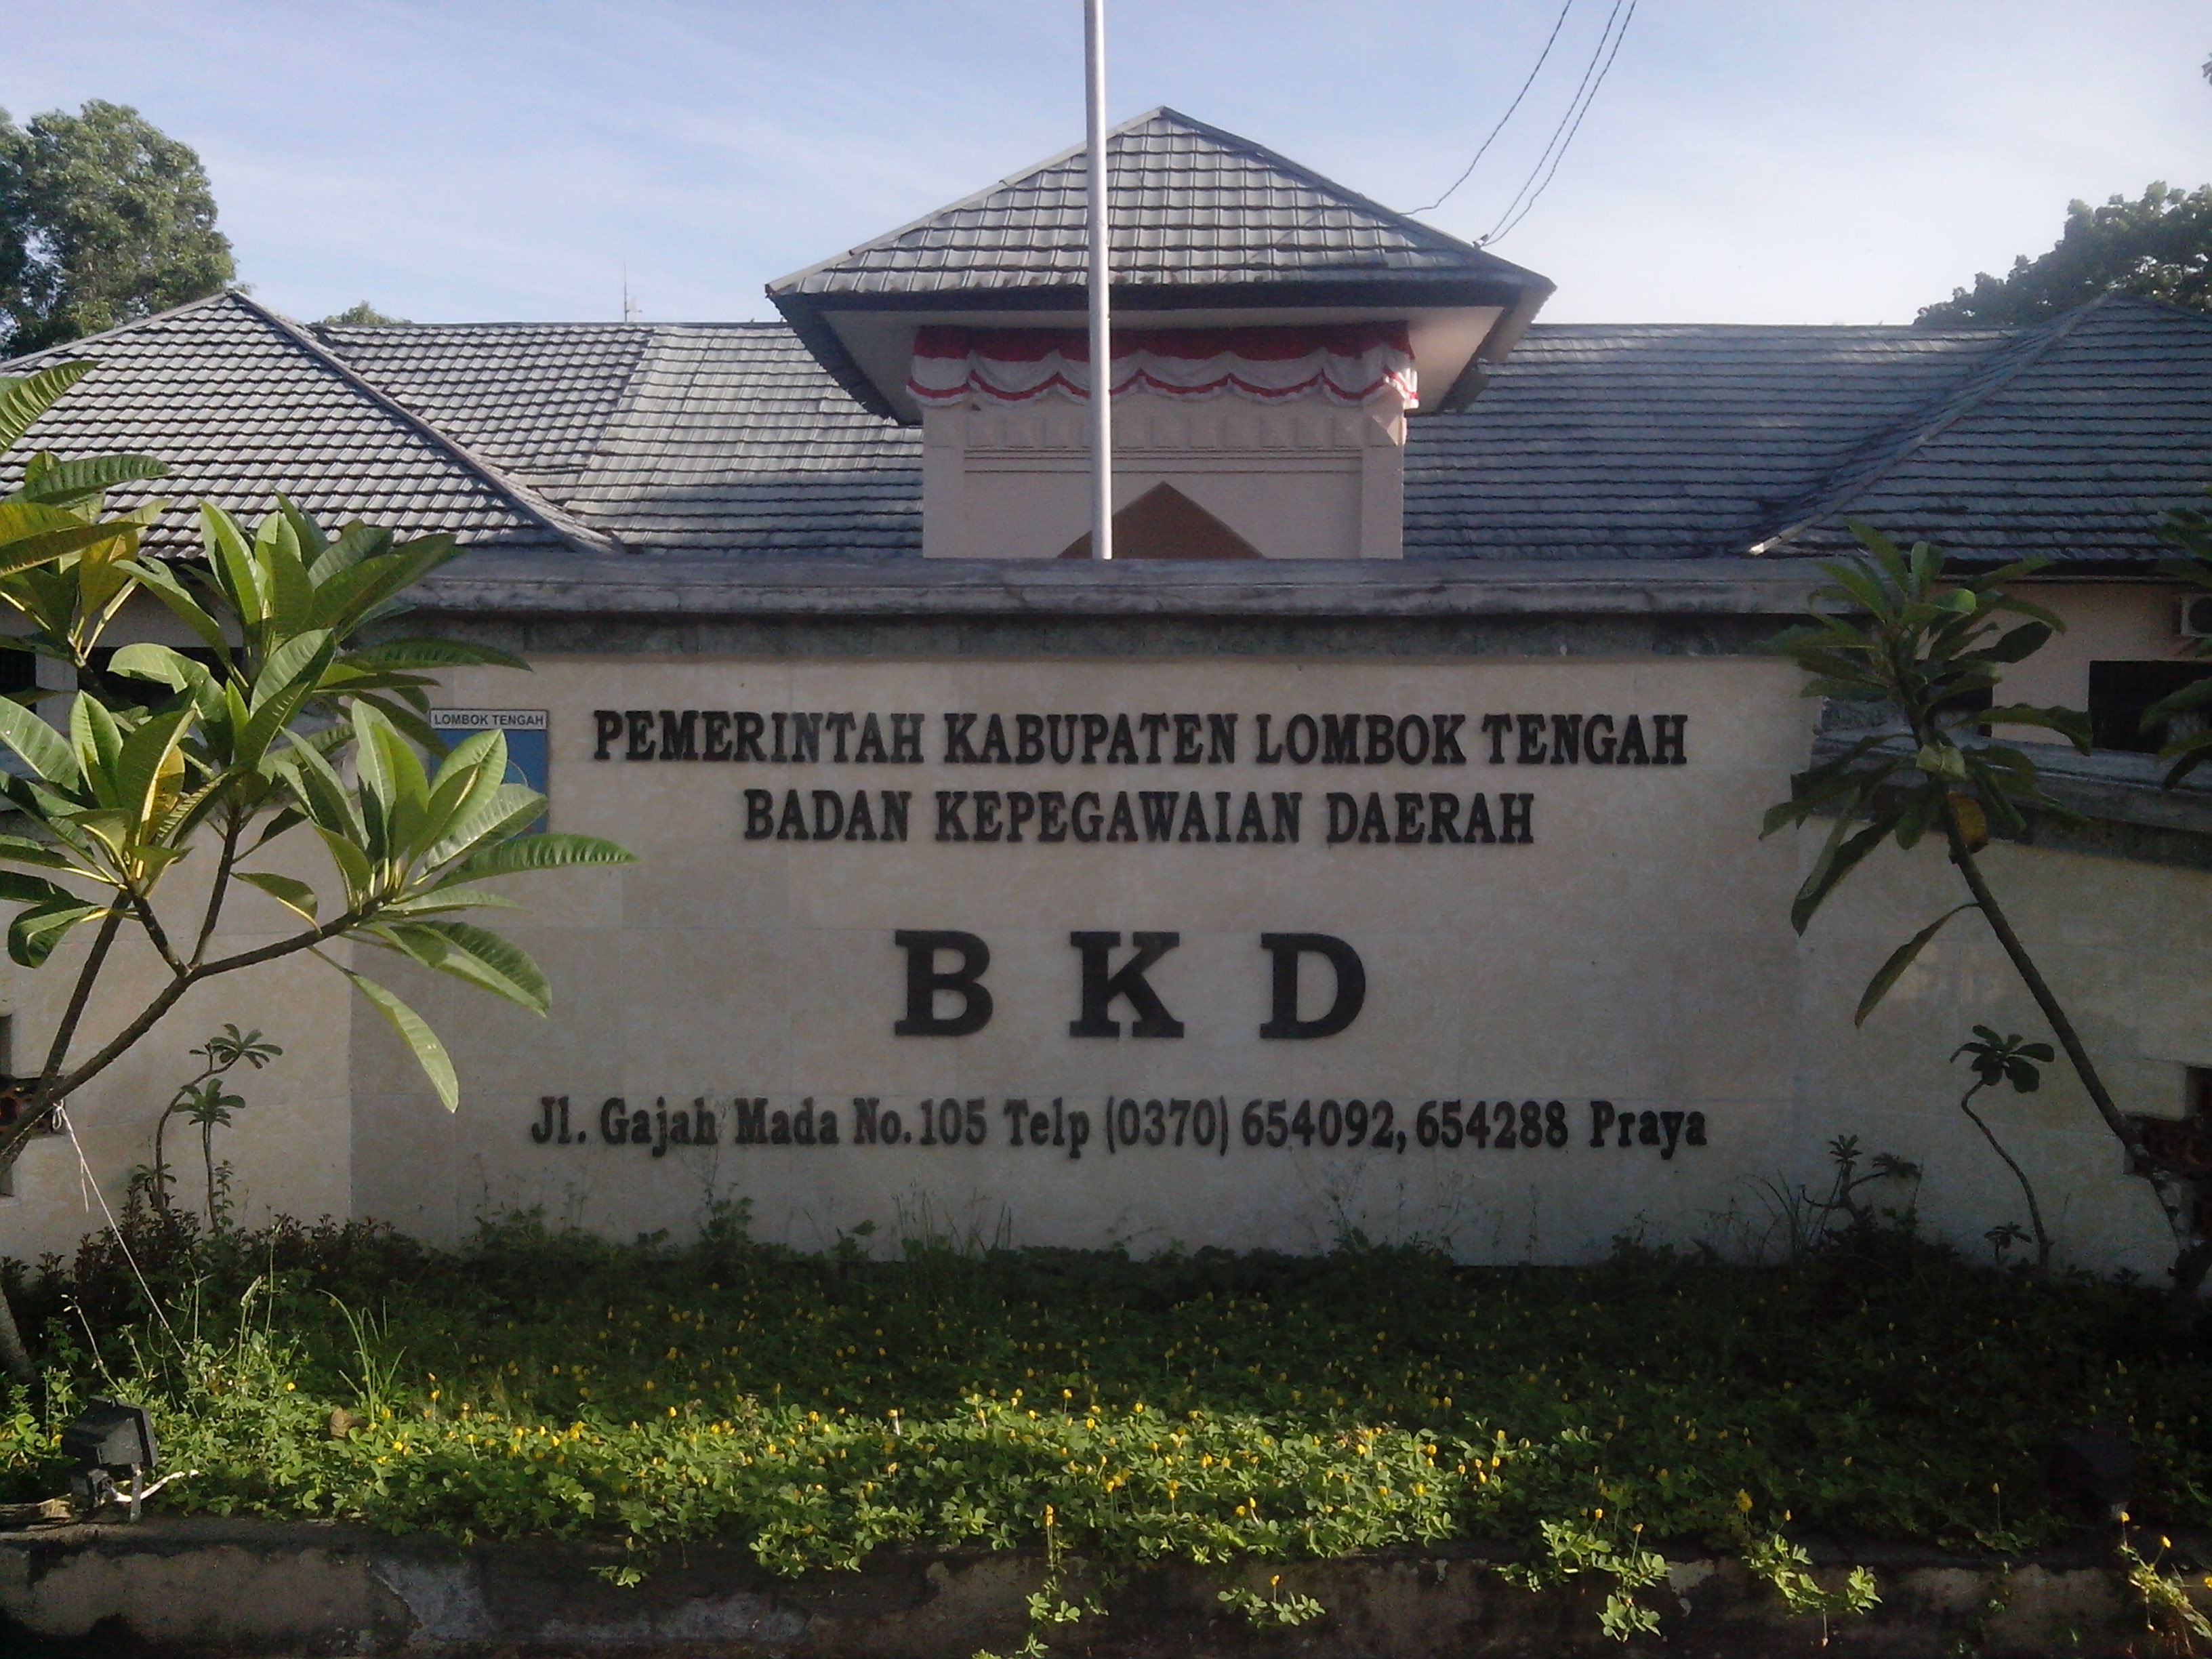 LOMBOK TENGAH
PEMERINTAH KABUPATEN LOMBOK TENGAH
BADAN KEPEGAWAIAN DAERAH
B K D
Jl. Gajah Mada No.105 Telp (0370) 654092, 654288 Praya